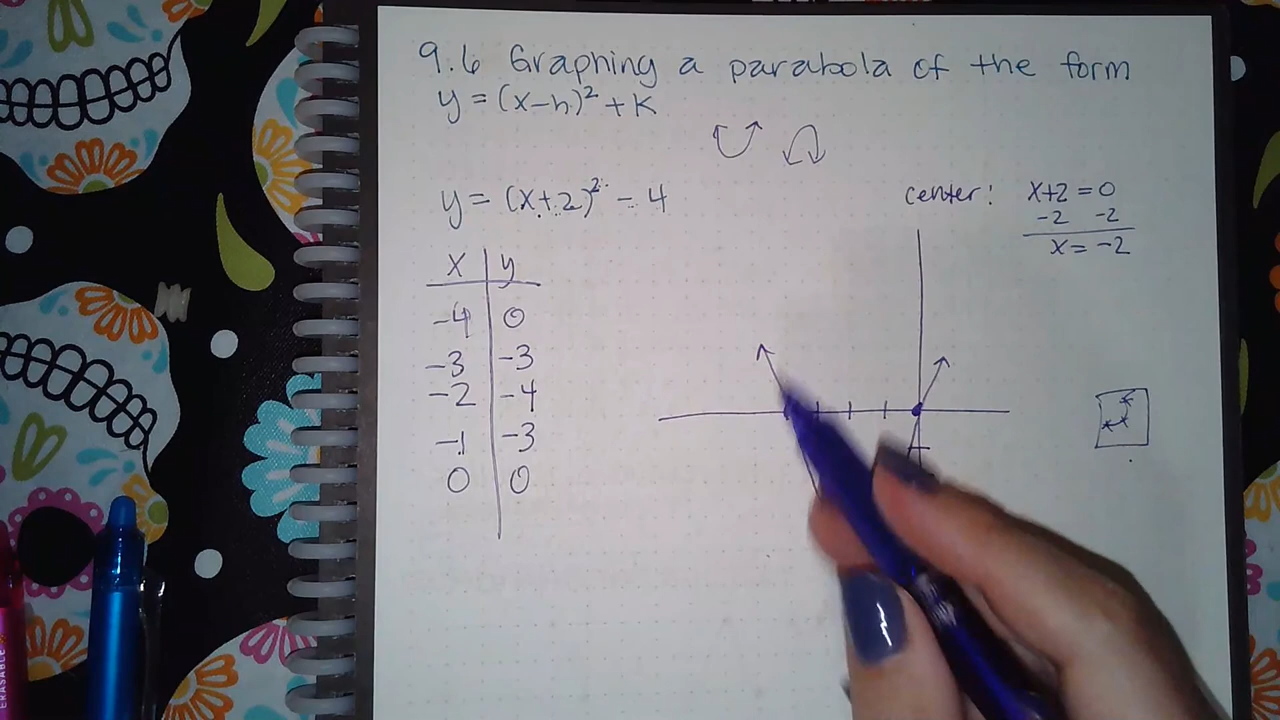 9.6 Graphing a parabola of the form
y = (x-h)² + K
y = (x+2)² - 4
center: x+2 = 0
-2 -2
x = -2
x y
-4 0
-3 -3
-2 -4
-1 -3
0 0
ERASABLE